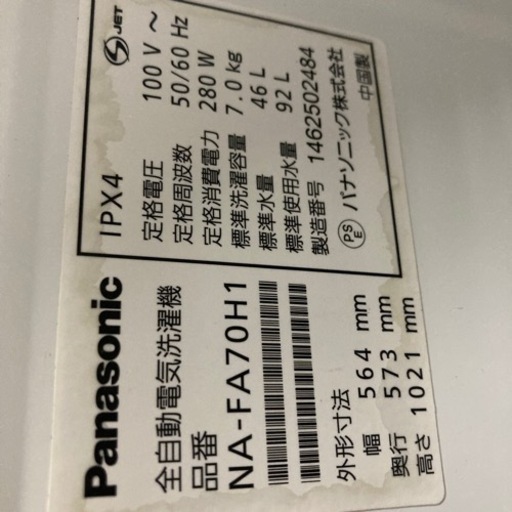 Panasonic
全自動電気洗濯機
品番
NA-FA70H1
外形寸法
幅 564 mm
奥行 573 mm
高さ 1021 mm
IPX4
S JET
定格電圧 100 V ～
定格周波数 50/60 Hz
定格消費電力 280 W
標準洗濯容量 7.0 kg
標準水量 46 L
標準使用水量 92 L
製造番号 1462502484
PSE パナソニック株式会社
中国製